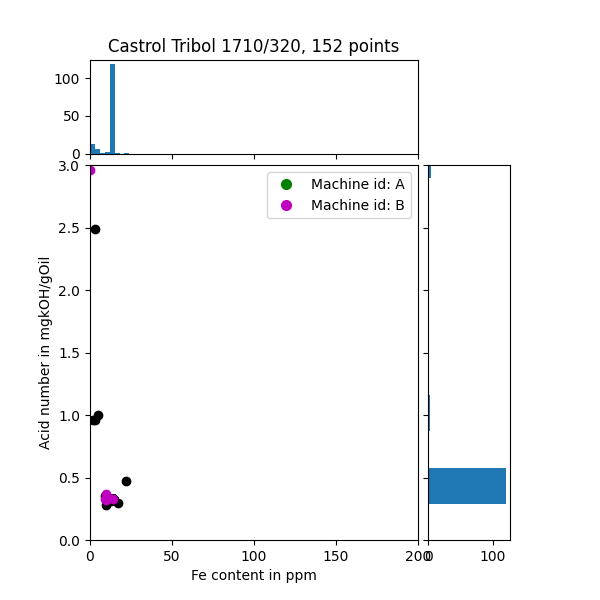 Castrol Tribol 1710/320, 152 points
100
50
0
3.0
2.5
2.0
1.5
1.0
0.5
0.0
Acid number in mgkOH/gOil
Machine id: A
Machine id: B
0 50 100 150 200
0 100
Fe content in ppm